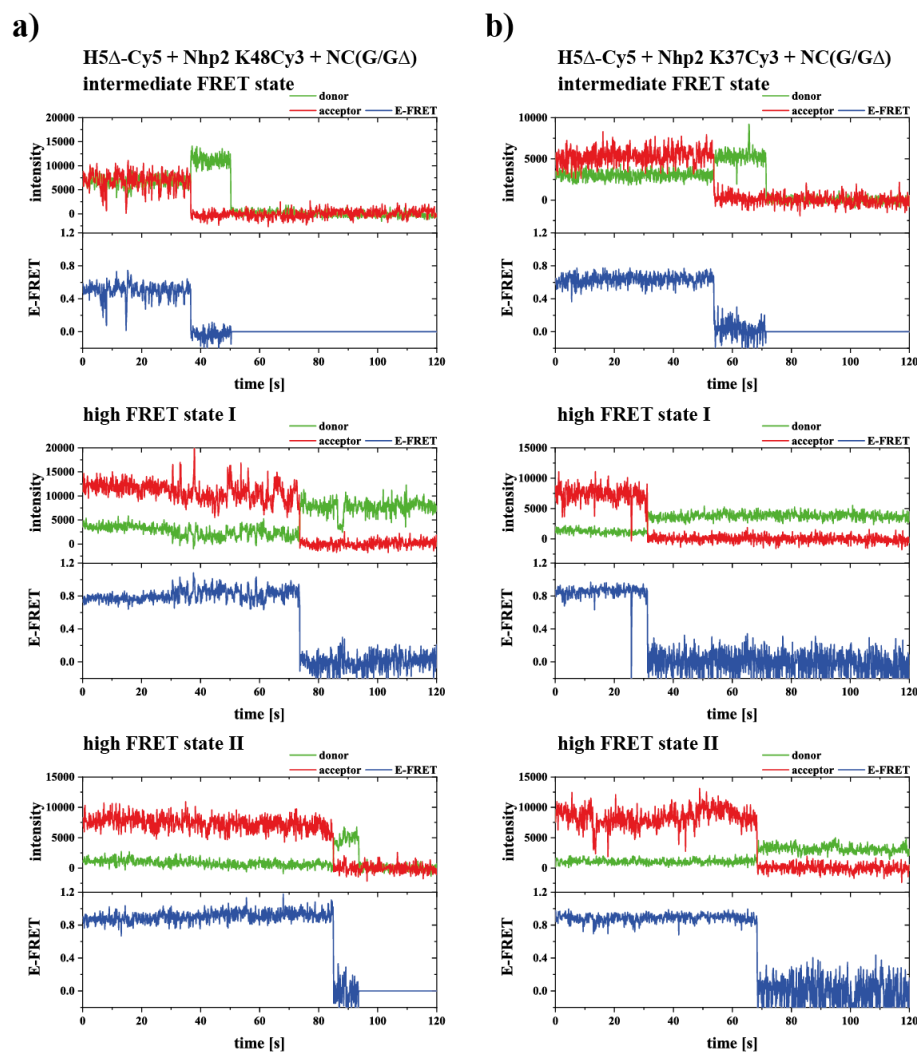 a)
H5Δ-Cy5 + Nhp2 K48Cy3 + NC(G/GΔ)
intermediate FRET state
donor
acceptor E-FRET
20000
15000
10000
5000
0
intensity
1.2
0.8
0.4
0.0
E-FRET
0 20 40 60 80 100 120
time [s]
high FRET state I
donor
acceptor E-FRET
20000
15000
10000
5000
0
intensity
1.2
0.8
0.4
0.0
E-FRET
0 20 40 60 80 100 120
time [s]
high FRET state II
donor
acceptor E-FRET
15000
10000
5000
0
intensity
1.2
0.8
0.4
0.0
E-FRET
0 20 40 60 80 100 120
time [s]
b)
H5Δ-Cy5 + Nhp2 K37Cy3 + NC(G/GΔ)
intermediate FRET state
donor
acceptor E-FRET
10000
5000
0
intensity
1.2
0.8
0.4
0.0
E-FRET
0 20 40 60 80 100 120
time [s]
high FRET state I
donor
acceptor E-FRET
15000
10000
5000
0
intensity
1.2
0.8
0.4
0.0
E-FRET
0 20 40 60 80 100 120
time [s]
high FRET state II
donor
acceptor E-FRET
15000
10000
5000
0
intensity
1.2
0.8
0.4
0.0
E-FRET
0 20 40 60 80 100 120
time [s]